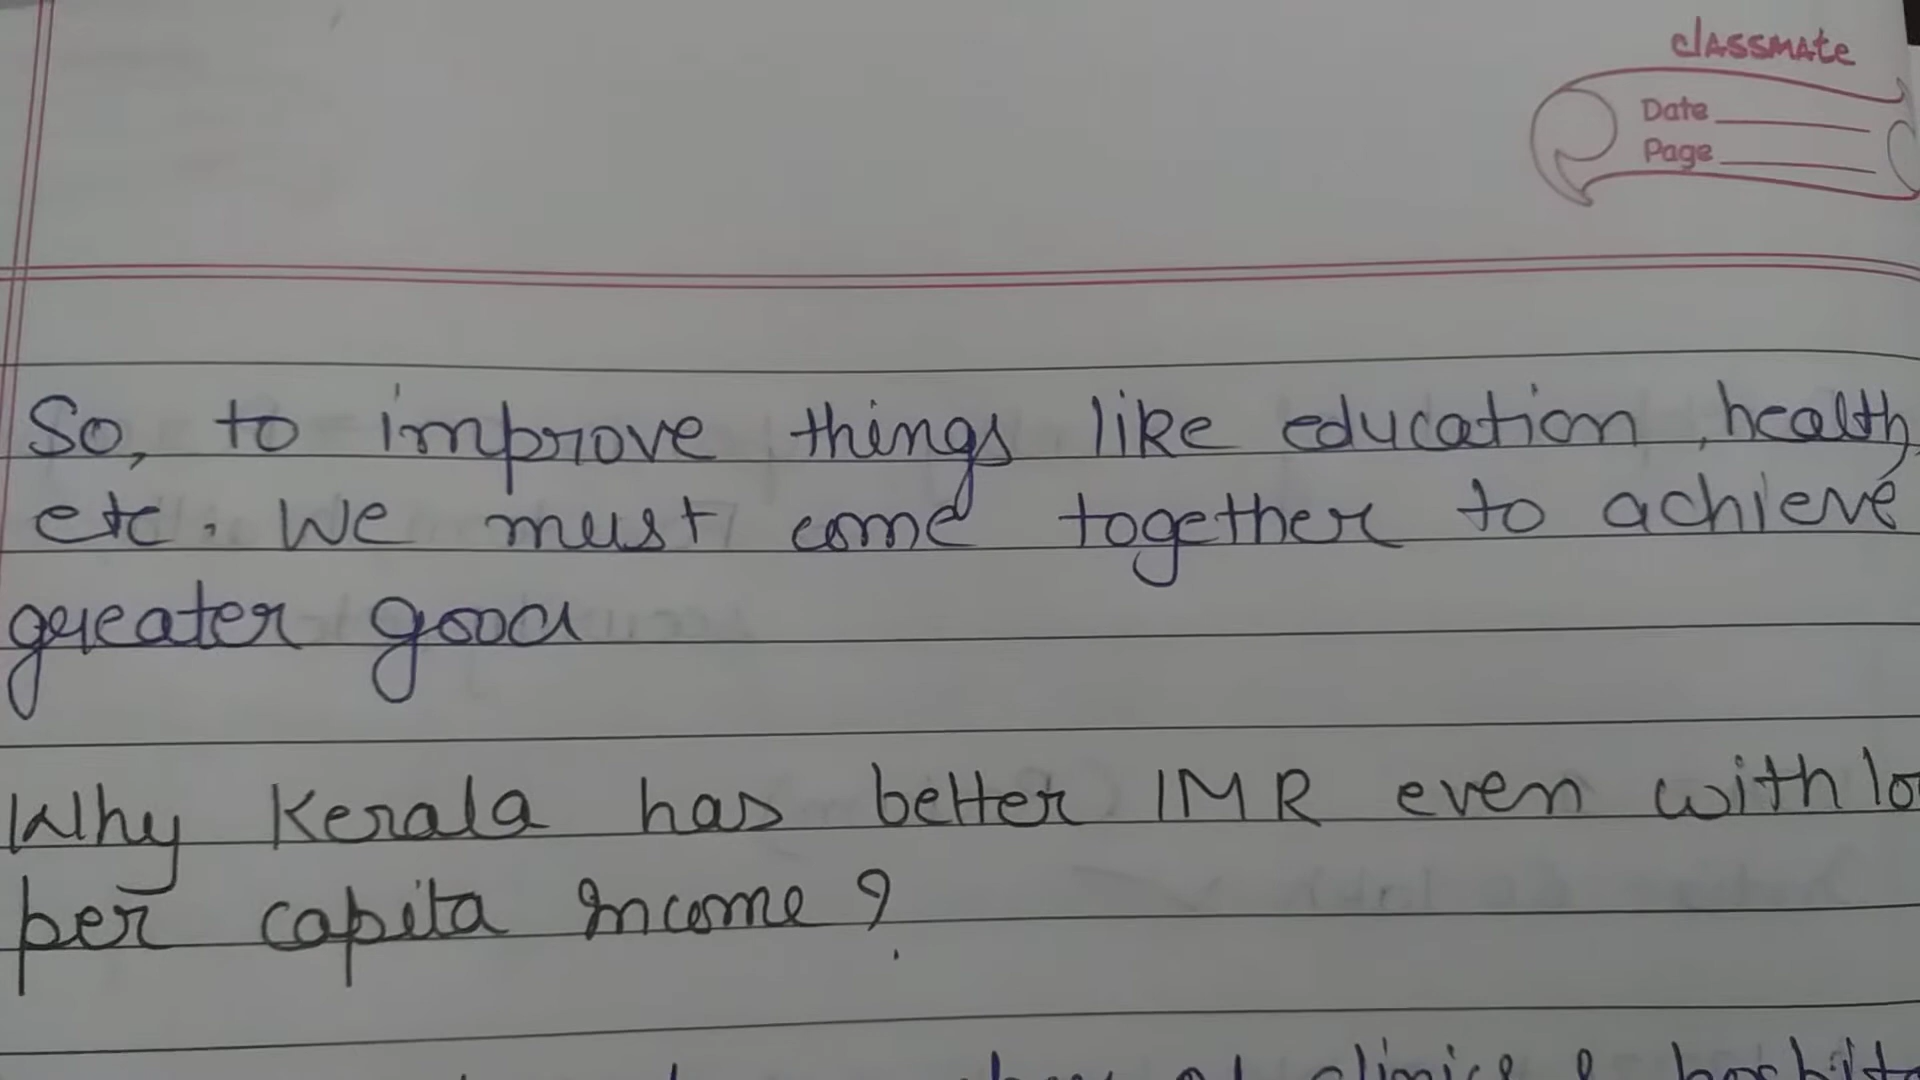 classmate
Date
Page
So, to improve things like education, health,
etc. We must come together to achieve
greater good
Why Kerala has better IMR even with lo
per capita Income?
clinics &